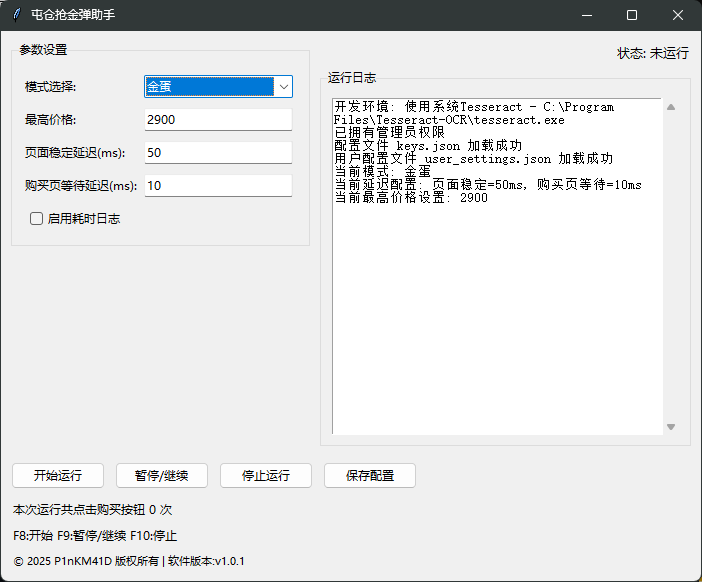 屯仓抢金弹助手
参数设置
模式选择:
金蛋
最高价格:
2900
页面稳定延迟(ms):
50
购买页等待延迟(ms):
10
启用耗时日志
状态: 未运行
运行日志
开发环境: 使用系统Tesseract - C:\Program
Files\Tesseract-OCR\tesseract.exe
已拥有管理员权限
配置文件 keys.json 加载成功
用户配置文件 user_settings.json 加载成功
当前模式: 金蛋
当前延迟配置: 页面稳定=50ms, 购买页等待=10ms
当前最高价格设置: 2900
开始运行
暂停/继续
停止运行
保存配置
本次运行共点击购买按钮 0 次
F8:开始 F9:暂停/继续 F10:停止
© 2025 P1nKM41D 版权所有 | 软件版本:v1.0.1